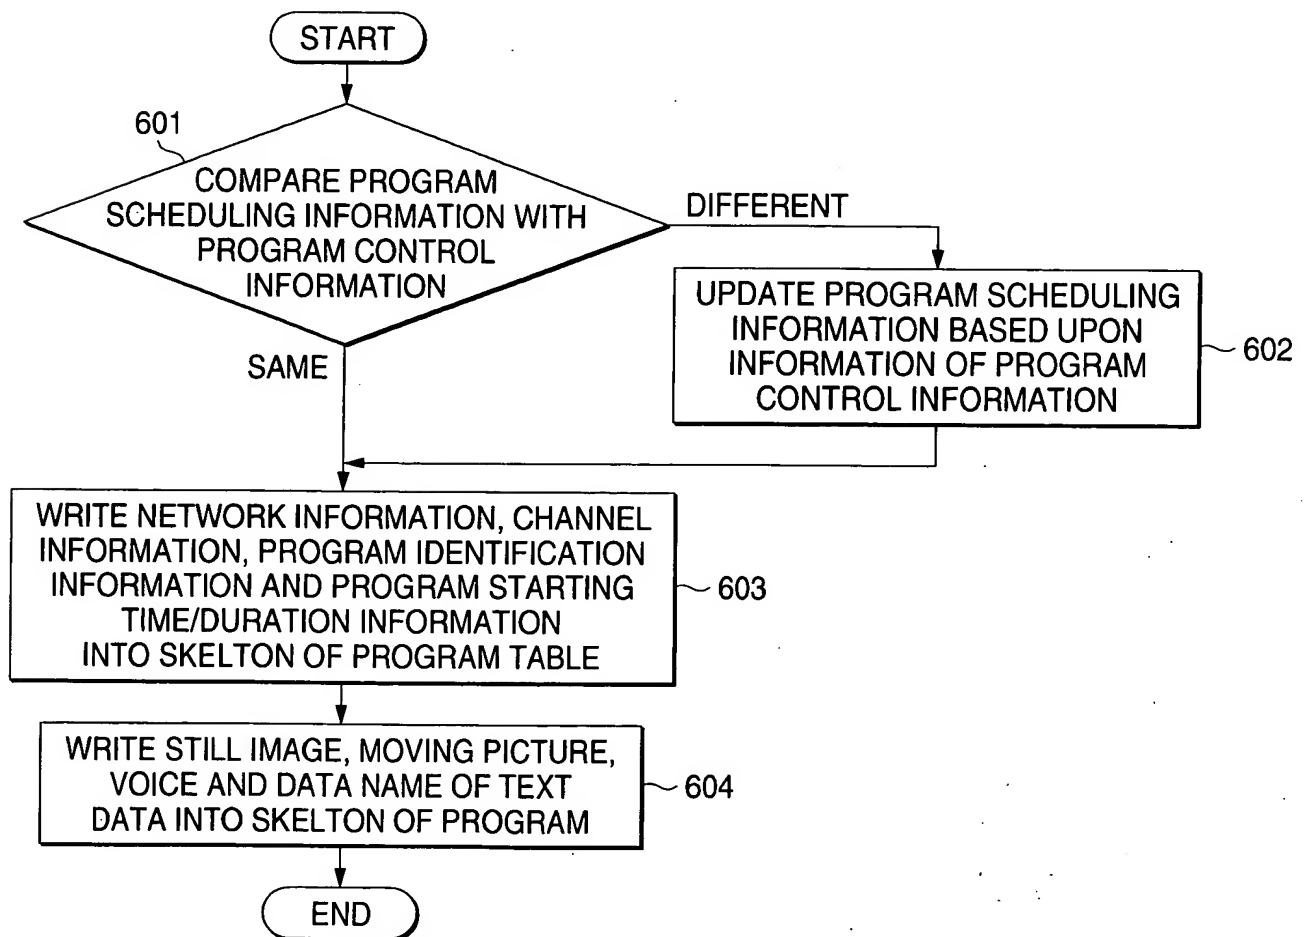 START
601
COMPARE PROGRAM
SCHEDULING INFORMATION WITH
PROGRAM CONTROL
INFORMATION
DIFFERENT
UPDATE PROGRAM SCHEDULING
INFORMATION BASED UPON
INFORMATION OF PROGRAM
CONTROL INFORMATION
602
SAME
WRITE NETWORK INFORMATION, CHANNEL
INFORMATION, PROGRAM IDENTIFICATION
INFORMATION AND PROGRAM STARTING
TIME/DURATION INFORMATION
INTO SKELTON OF PROGRAM TABLE
603
WRITE STILL IMAGE, MOVING PICTURE,
VOICE AND DATA NAME OF TEXT
DATA INTO SKELTON OF PROGRAM
604
END